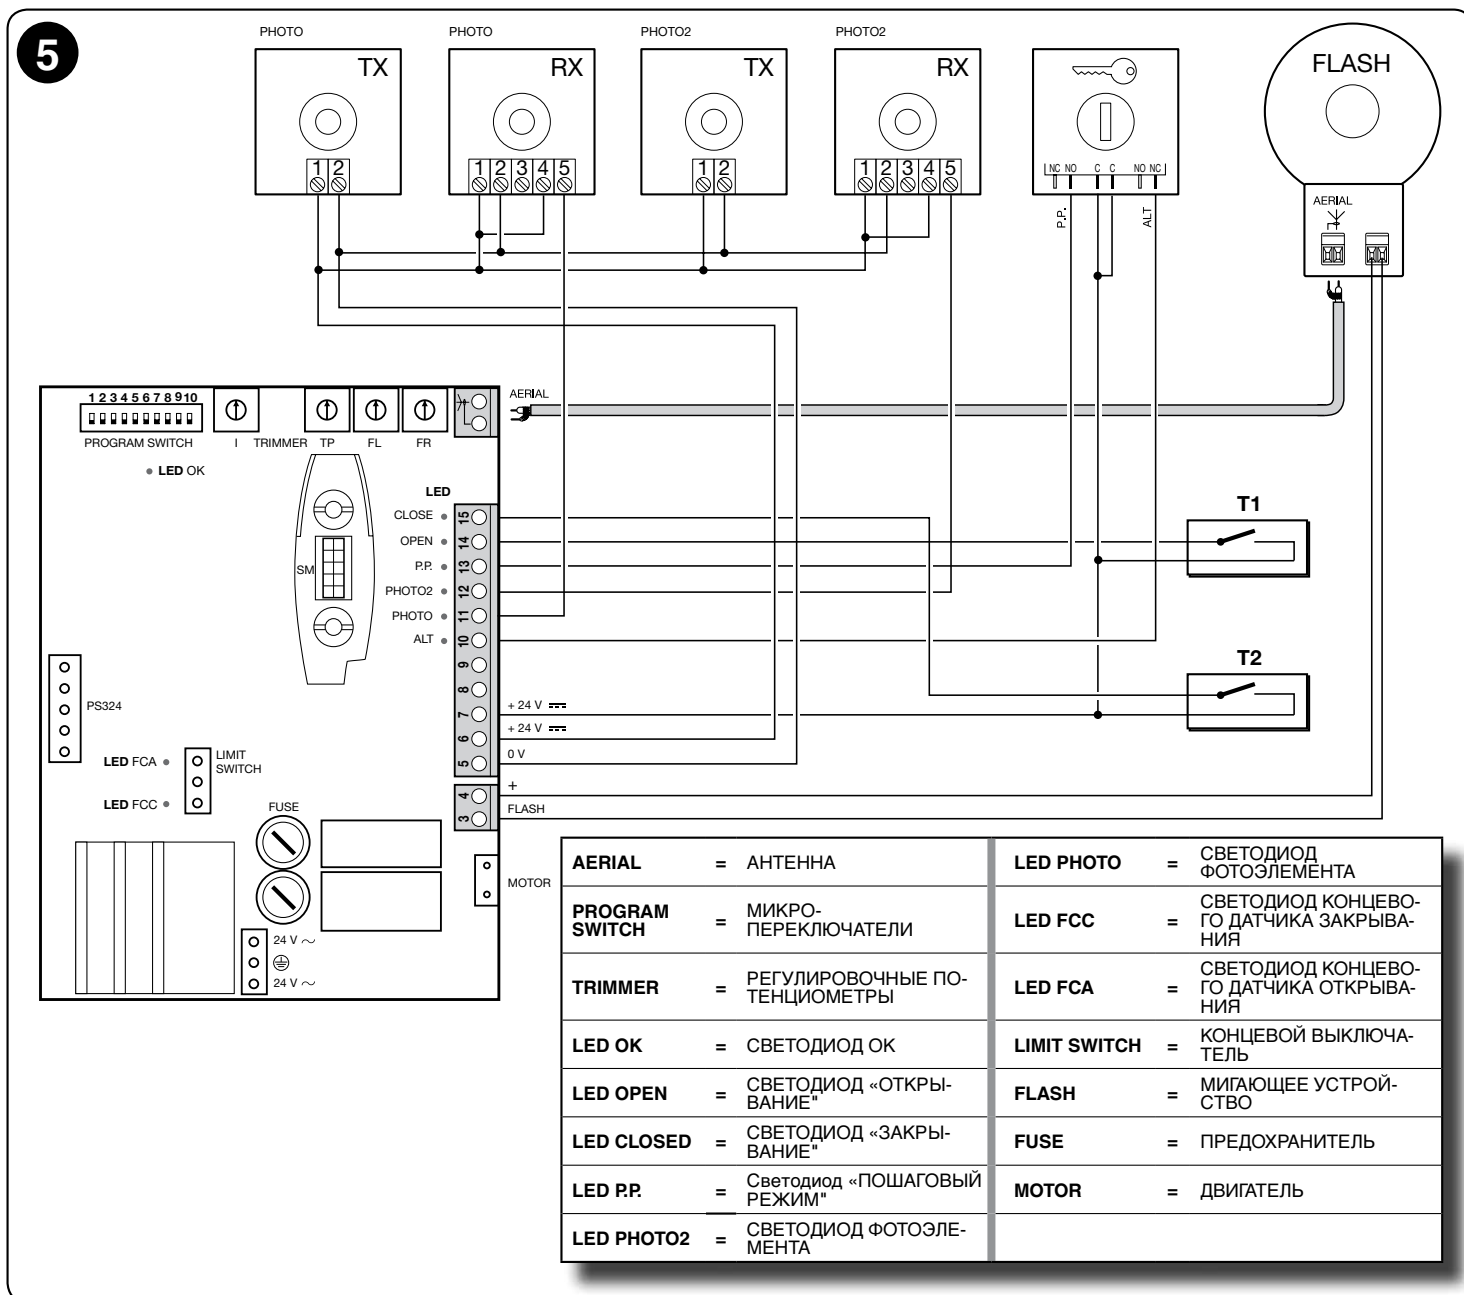 5
PHOTO
PHOTO
PHOTO2
PHOTO2
TX
RX
TX
RX
FLASH
1 2
1 2 3 4 5
1 2
1 2 3 4 5
NC NO C C NO NC
P.P.
ALT
AERIAL
1 2 3 4 5 6 7 8 9 10
PROGRAM SWITCH
I TRIMMER TP FL FR
AERIAL
LED OK
LED
CLOSE 15
OPEN 14
P.P. 13
PHOTO2 12
PHOTO 11
ALT 10
9
8
7 + 24 V
6 + 24 V
5 0 V
4 +
3 FLASH
SM
T1
T2
PS324
LED FCA
LIMIT
SWITCH
LED FCC
FUSE
MOTOR
24 V ~
24 V ~
AERIAL = АНТЕННА
PROGRAM
SWITCH
= МИКРО-
ПЕРЕКЛЮЧАТЕЛИ
TRIMMER = РЕГУЛИРОВОЧНЫЕ ПО-
ТЕНЦИОМЕТРЫ
LED OK = СВЕТОДИОД ОК
LED OPEN = СВЕТОДИОД «ОТКРЫ-
ВАНИЕ"
LED CLOSED = СВЕТОДИОД «ЗАКРЫ-
ВАНИЕ"
LED P.P. = Светодиод «ПОШАГОВЫЙ
РЕЖИМ"
LED PHOTO2 = СВЕТОДИОД ФОТОЭЛЕ-
МЕНТА
LED PHOTO = СВЕТОДИОД
ФОТОЭЛЕМЕНТА
LED FCC = СВЕТОДИОД КОНЦЕВО-
ГО ДАТЧИКА ЗАКРЫВА-
НИЯ
LED FCA = СВЕТОДИОД КОНЦЕВО-
ГО ДАТЧИКА ОТКРЫВА-
НИЯ
LIMIT SWITCH = КОНЦЕВОЙ ВЫКЛЮЧА-
ТЕЛЬ
FLASH = МИГАЮЩЕЕ УСТРОЙ-
СТВО
FUSE = ПРЕДОХРАНИТЕЛЬ
MOTOR = ДВИГАТЕЛЬ